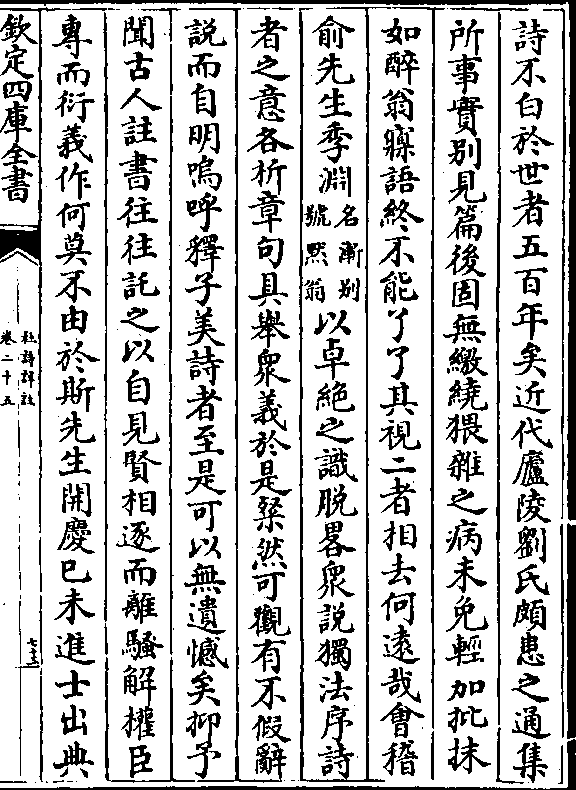 詩不白於世者五百年矣近代廬陵劉氏頗患之通集
所事實别見篇後固無繳繞猥雜之病未免輕加批抹
如醉翁寐語終不能了了其視二者相去何遠哉會稽
俞先生季淵名漸别號黙翁以卓絶之識脱畧衆說獨法序詩
者之意各析章句具舉衆義於是粲然可觀有不假辭
說而自明嗚呼釋子美詩者至是可以無遺憾矣抑予
聞古人註書往往託之以自見賢相逐而離騷解權臣
專而衍義作何莫不由於斯先生開慶已未進士出典
欽定四庫全書
杜詩詳註
卷二十五
七十三